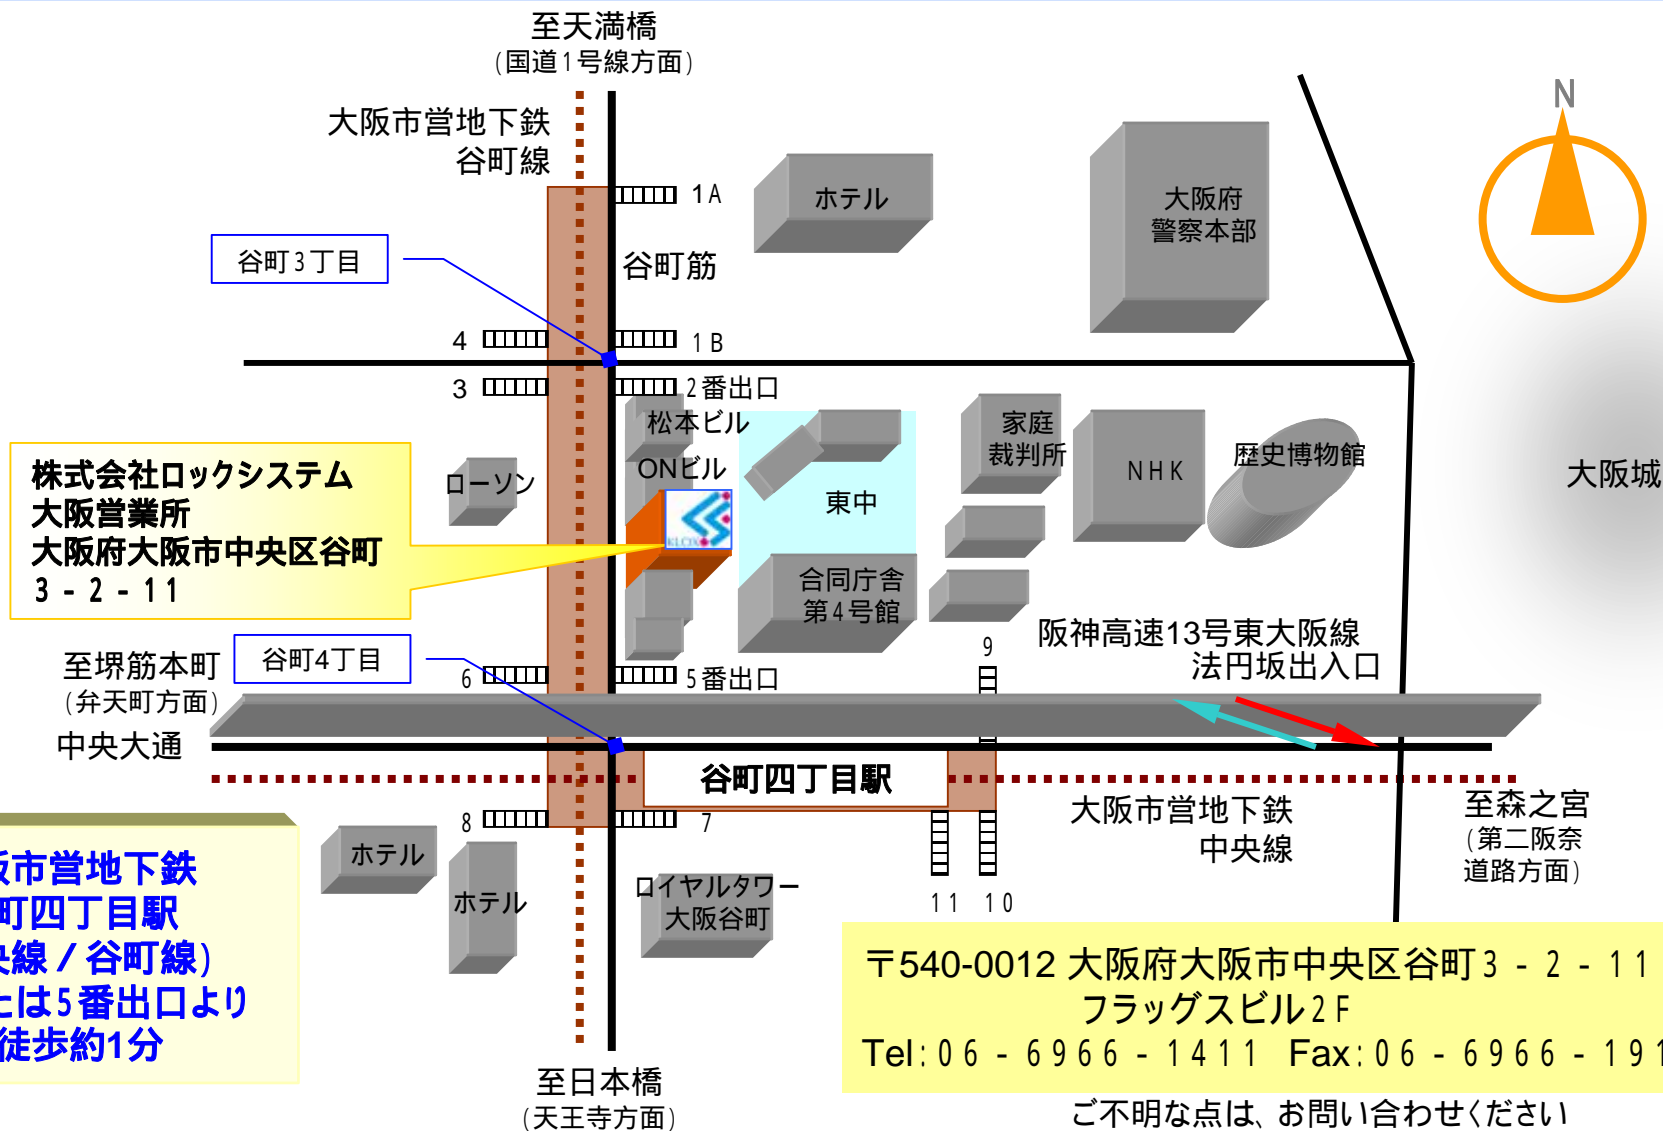 至天満橋
(国道1号線方面)
大阪市営地下鉄
谷町線
N
1A
ホテル
大阪府
警察本部
谷町3丁目
谷町筋
4
1B
3
2番出口
松本ビル
ONビル
家庭
裁判所
NHK
歴史博物館
大阪城
株式会社ロックシステム
大阪営業所
大阪府大阪市中央区谷町
3-2-11
ローソン
KLOX
東中
合同庁舎
第4号館
阪神高速13号東大阪線
法円坂出入口
9
至堺筋本町
(弁天町方面)
谷町4丁目
6
5番出口
中央大通
谷町四丁目駅
大阪市営地下鉄
中央線
至森之宮
(第二阪奈
道路方面)
8
7
ホテル
ホテル
ロイヤルタワー
大阪谷町
11
10
市営地下鉄
町四丁目駅
線/谷町線)
は5番出口より
徒歩約1分
〒540-0012 大阪府大阪市中央区谷町3-2-11
フラッグスビル2F
Tel:06-6966-1411 Fax:06-6966-191
至日本橋
(天王寺方面)
ご不明な点は、お問い合わせください